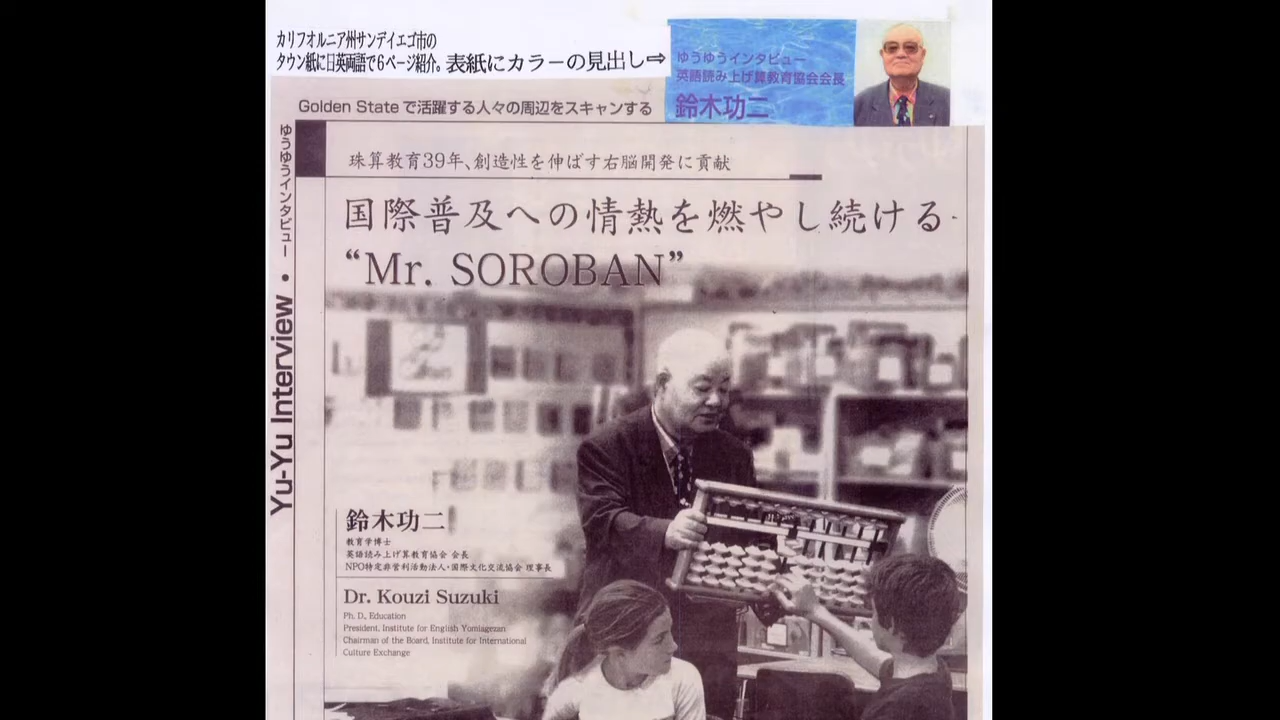 カリフオルニア州サンデイエゴ市の
タウン紙に日英両語で6ページ紹介。表紙にカラーの見出し⇒
ゆうゆうインタビュー
英語読み上げ算教育協会会長
鈴木功二
Golden Stateで活躍する人々の周辺をスキャンする
ゆうゆうインタビュー • Yu-Yu Interview
珠算教育39年、創造性を伸ばす右脳開発に貢献
国際普及への情熱を燃やし続ける
“Mr. SOROBAN”
鈴木功二
教育学博士
英語読み上げ算教育協会 会長
NPO特定非営利活動法人・国際文化交流協会 理事長
Dr. Kouzi Suzuki
Ph. D., Education
President, Institute for English Yomiagezan
Chairman of the Board, Institute for International
Culture Exchange